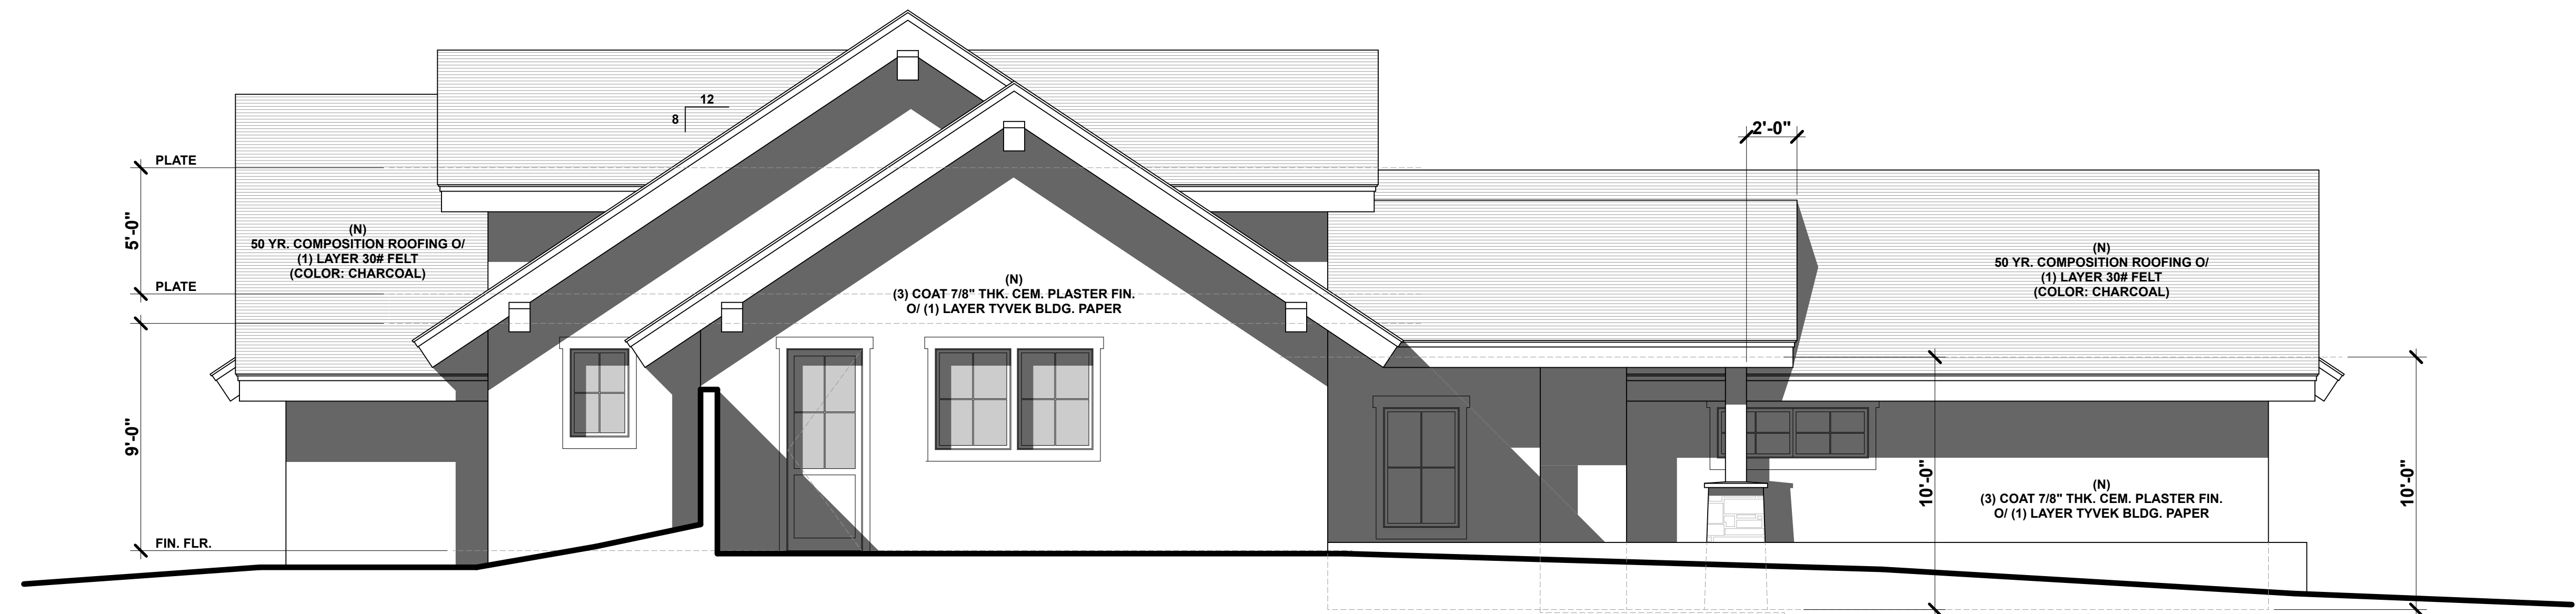 12
8
2'-0"
PLATE
5'-0"
(N)
50 YR. COMPOSITION ROOFING O/
(1) LAYER 30# FELT
(COLOR: CHARCOAL)
(N)
50 YR. COMPOSITION ROOFING O/
(1) LAYER 30# FELT
(COLOR: CHARCOAL)
PLATE
(N)
(3) COAT 7/8" THK. CEM. PLASTER FIN.
O/ (1) LAYER TYVEK BLDG. PAPER
9'-0"
10'-0"
10'-0"
(N)
(3) COAT 7/8" THK. CEM. PLASTER FIN.
O/ (1) LAYER TYVEK BLDG. PAPER
FIN. FLR.